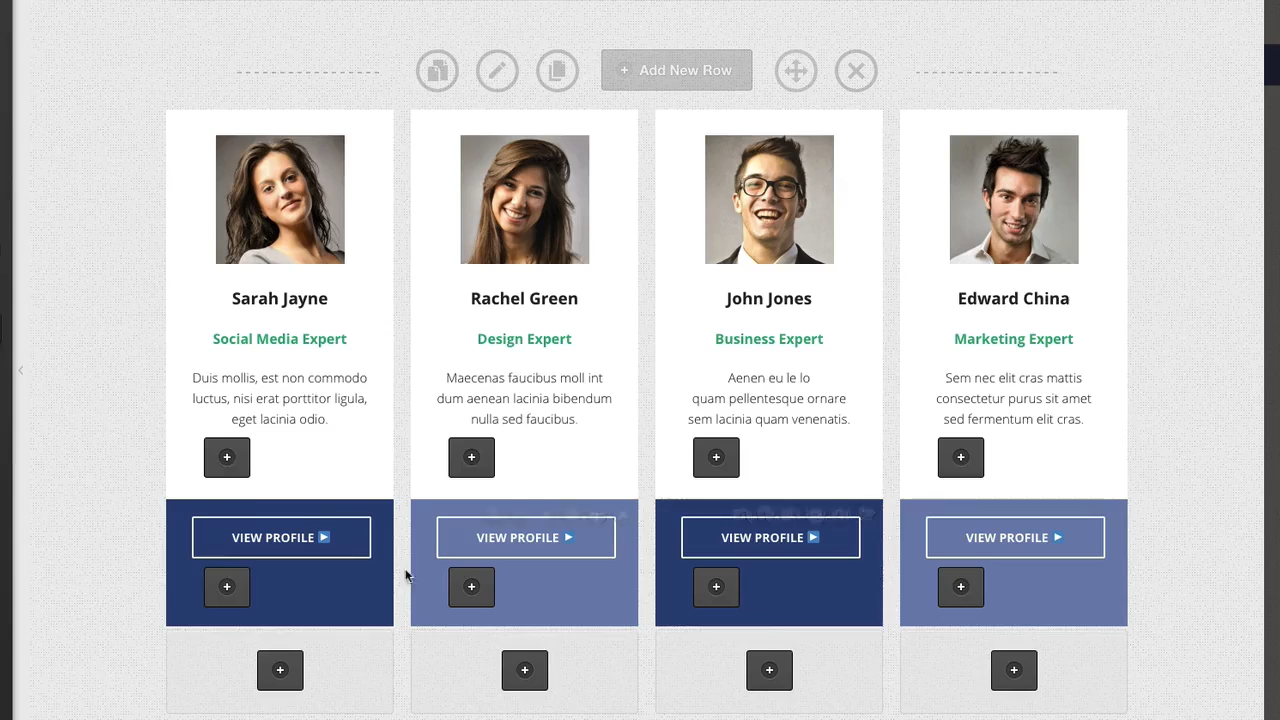 + Add New Row
Sarah Jayne
Social Media Expert
Duis mollis, est non commodo
luctus, nisi erat porttitor ligula,
eget lacinia odio.
VIEW PROFILE
Rachel Green
Design Expert
Maecenas faucibus moll int
dum aenean lacinia bibendum
nulla sed faucibus.
VIEW PROFILE
John Jones
Business Expert
Aenen eu le lo
quam pellentesque ornare
sem lacinia quam venenatis.
VIEW PROFILE
Edward China
Marketing Expert
Sem nec elit cras mattis
consectetur purus sit amet
sed fermentum elit cras.
VIEW PROFILE